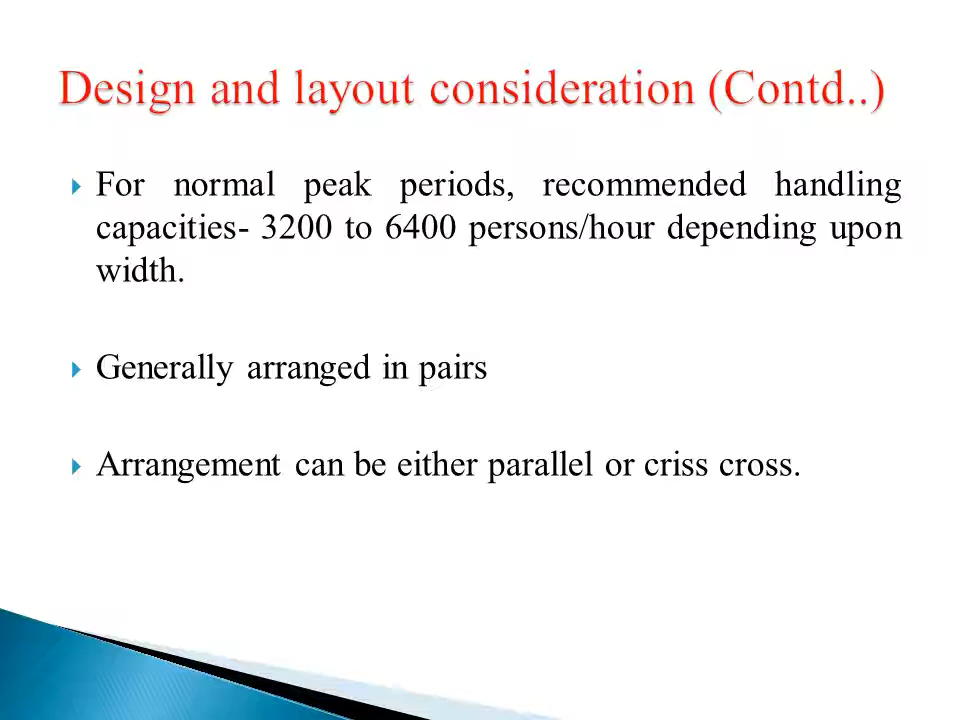 Design and layout consideration (Contd..)
For normal peak periods, recommended handling
capacities- 3200 to 6400 persons/hour depending upon
width.
Generally arranged in pairs
Arrangement can be either parallel or criss cross.